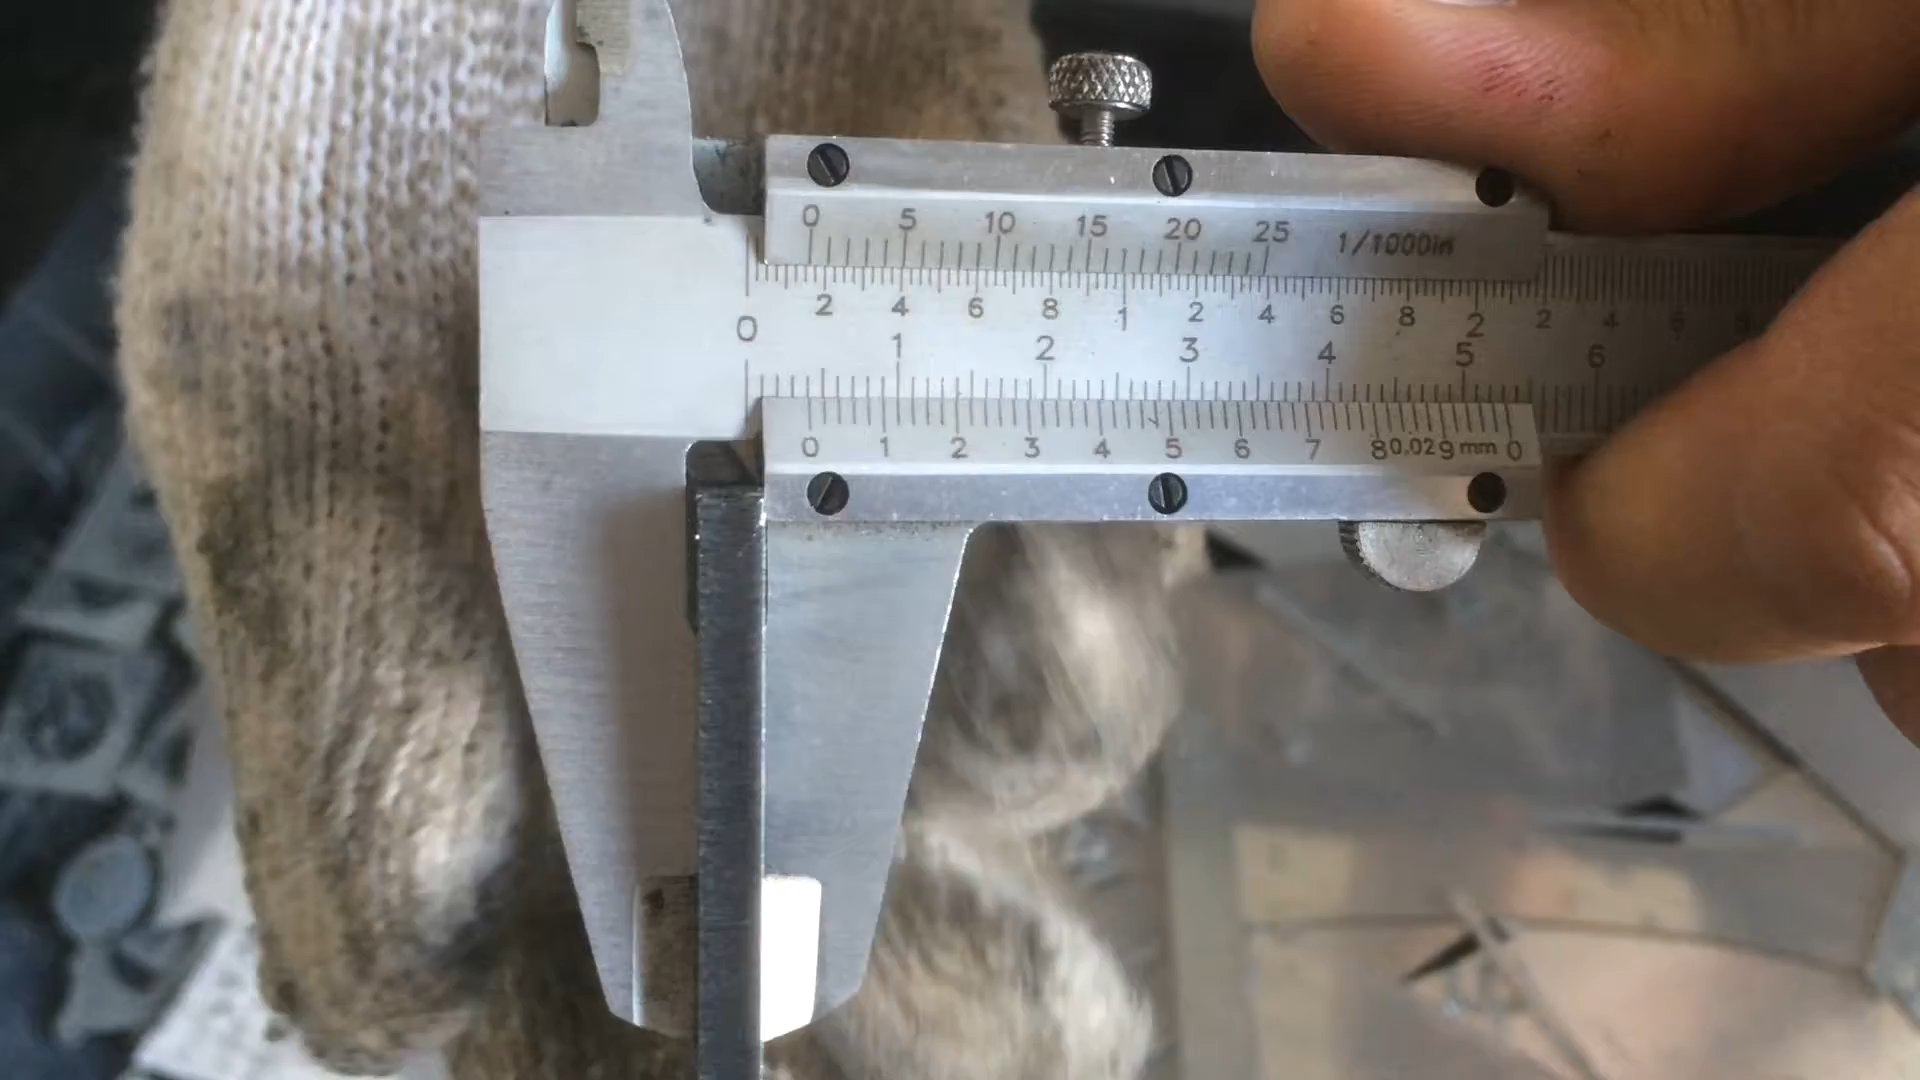 0 5 10 15 20 25 1/1000in
2 4 6 8 1 2 4 6 8 2 2 4 6
0 1 2 3 4 5 6
0 1 2 3 4 5 6 7 8 0.02 9 mm 0